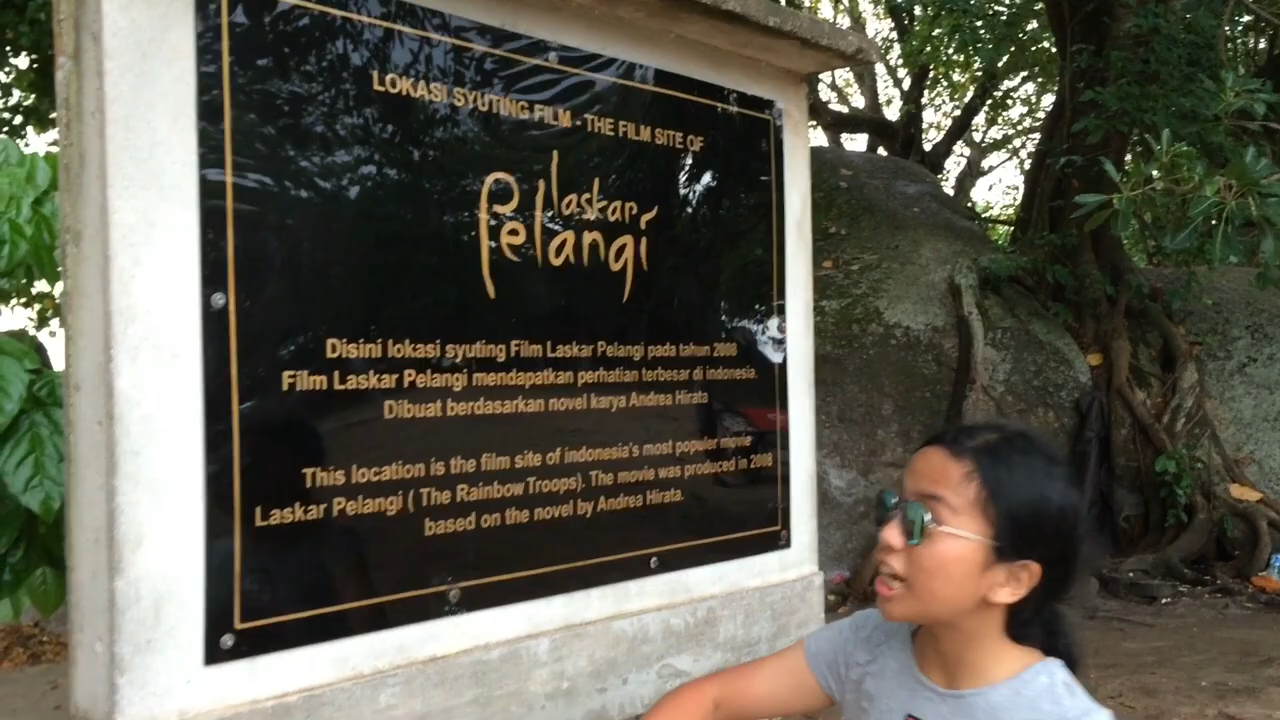 LOKASI SYUTING FILM - THE FILM SITE OF
laskar
Pelangi
Disini lokasi syuting Film Laskar Pelangi pada tahun 2008
Film Laskar Pelangi mendapatkan perhatian terbesar di indonesia.
Dibuat berdasarkan novel karya Andrea Hirata
This location is the film site of indonesia's most populer movie
Laskar Pelangi ( The Rainbow Troops). The movie was produced in 2008
based on the novel by Andrea Hirata.